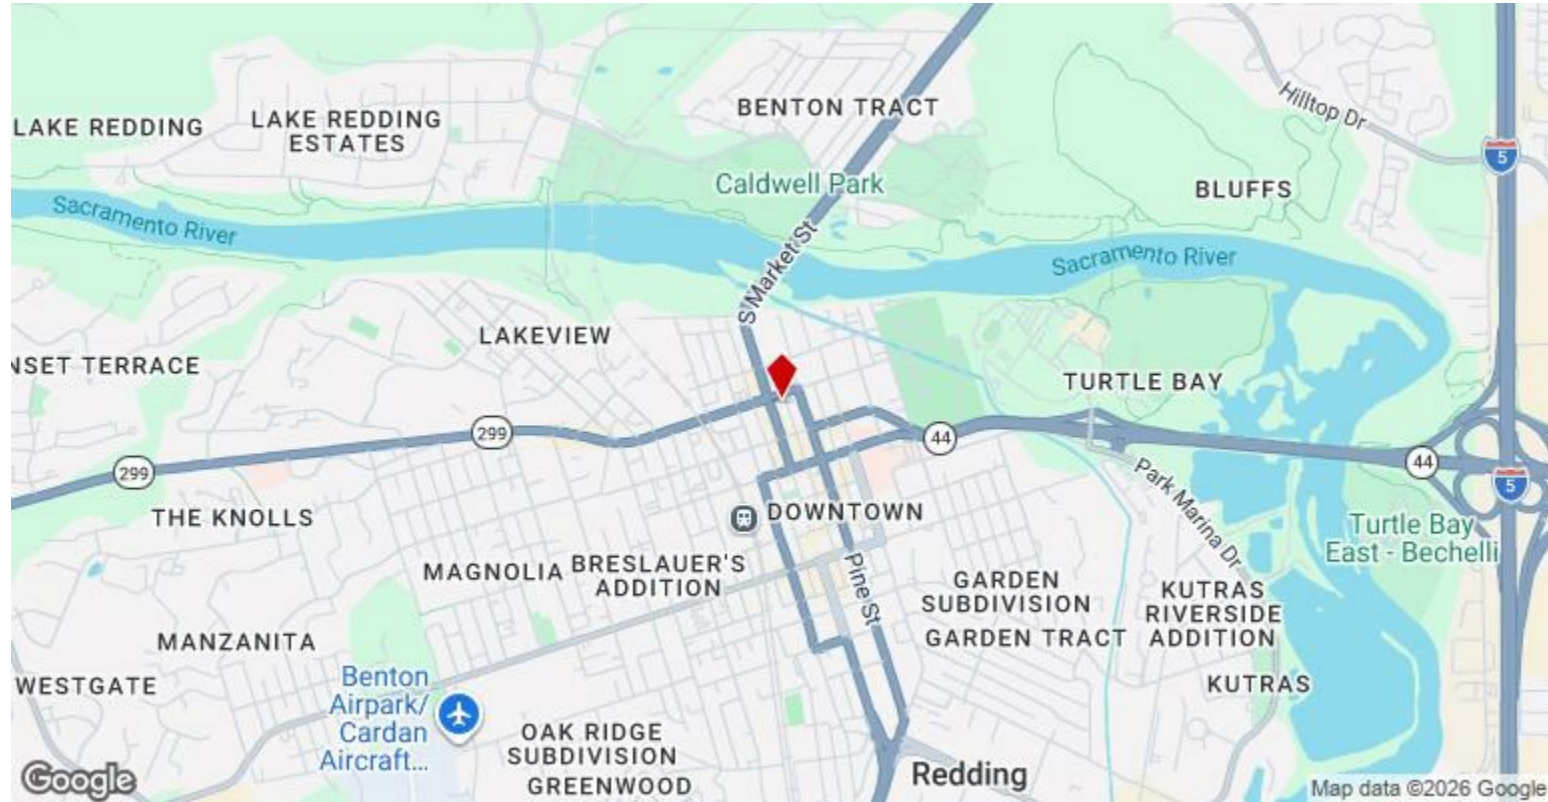 BENTON TRACT
Hilltop Dr
LAKE REDDING
LAKE REDDING
ESTATES
5
Caldwell Park
BLUFFS
Sacramento River
S Market St
Sacramento River
LAKEVIEW
NSET TERRACE
TURTLE BAY
299
44
299
44
5
Park Marina Dr
THE KNOLLS
DOWNTOWN
Turtle Bay
East - Bechelli
MAGNOLIA
BRESLAUER'S
ADDITION
Pine St
GARDEN
SUBDIVISION
KUTRAS
RIVERSIDE
ADDITION
GARDEN TRACT
MANZANITA
WESTGATE
KUTRAS
Benton
Airpark/
Cardan
Aircraft...
OAK RIDGE
SUBDIVISION
GREENWOOD
Redding
Google
Map data ©2026 Google